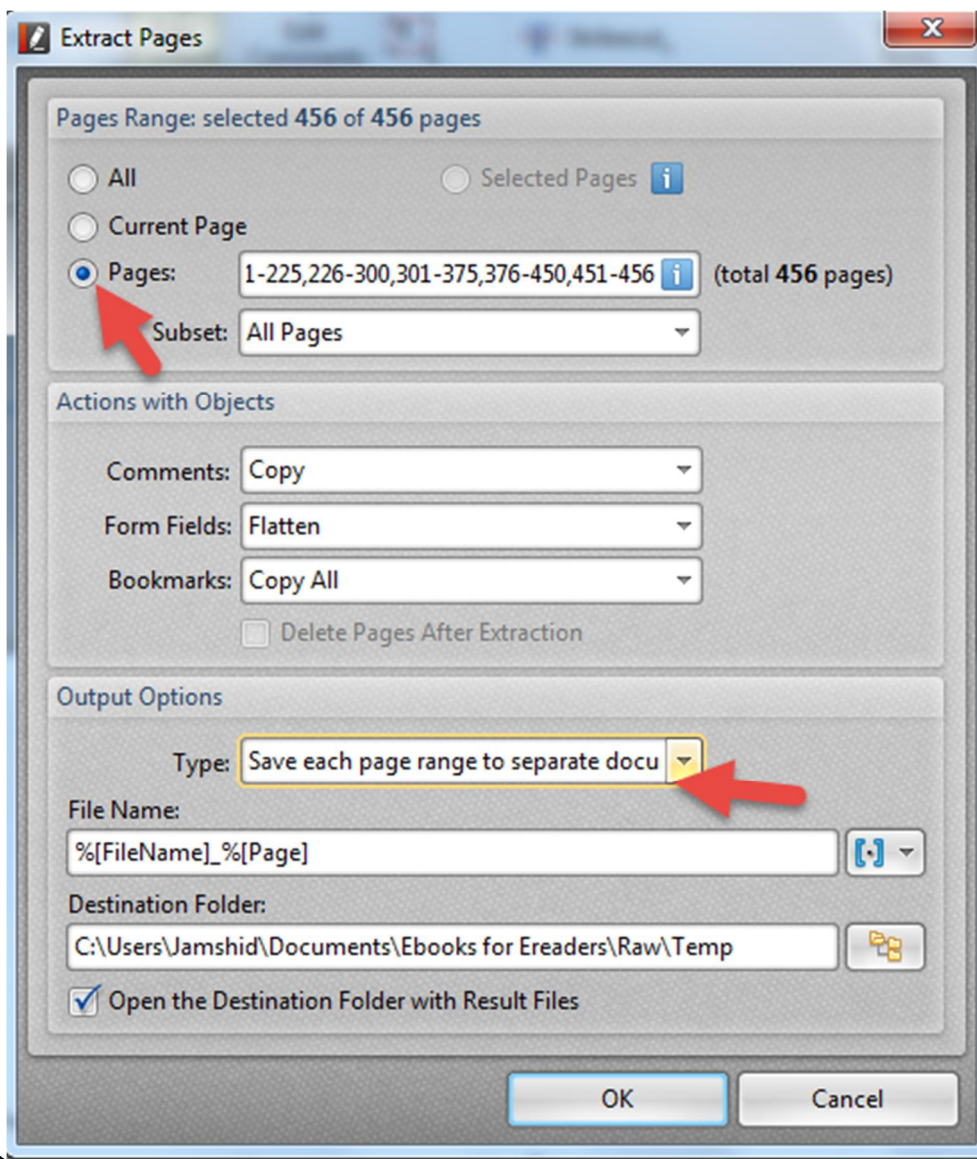 Extract Pages
Pages Range: selected 456 of 456 pages
All
Selected Pages
Current Page
Pages: 1-225,226-300,301-375,376-450,451-456 (total 456 pages)
Subset: All Pages
Actions with Objects
Comments: Copy
Form Fields: Flatten
Bookmarks: Copy All
Delete Pages After Extraction
Output Options
Type: Save each page range to separate docu
File Name:
%[FileName]_%[Page]
Destination Folder:
C:\Users\Jamshid\Documents\Ebooks for Ereaders\Raw\Temp
Open the Destination Folder with Result Files
OK Cancel